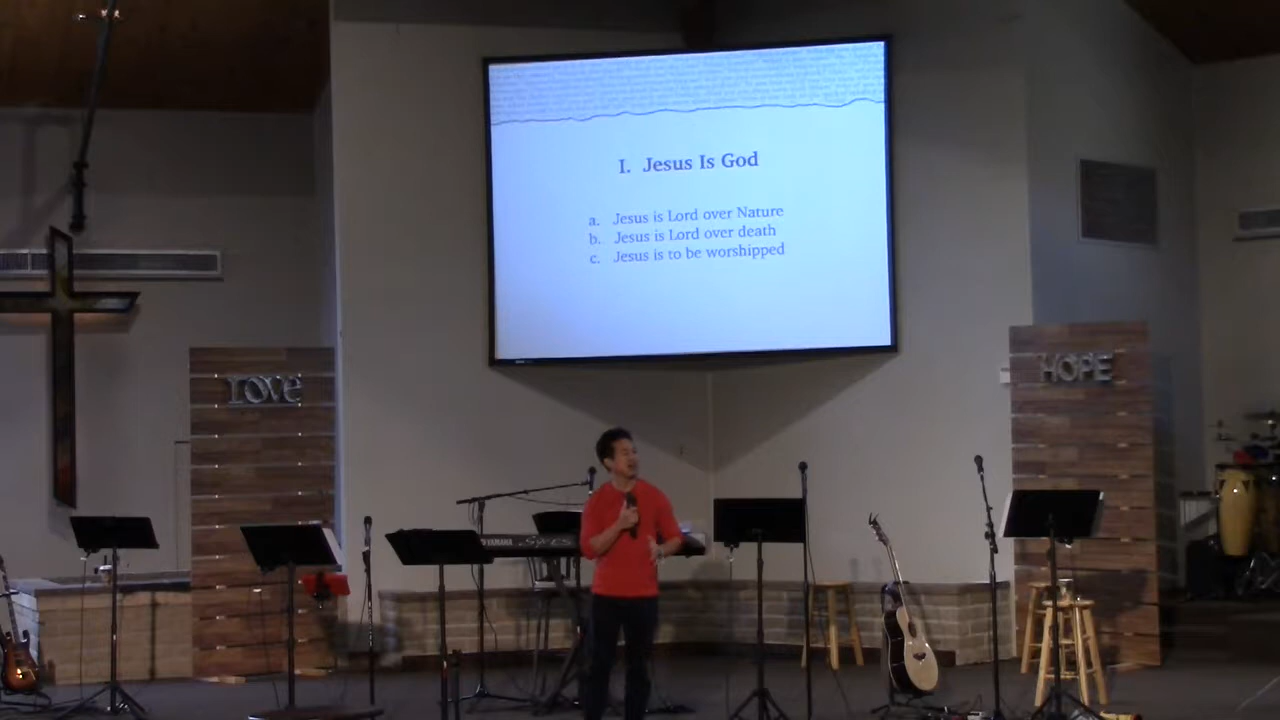 I. Jesus Is God
a. Jesus is Lord over Nature
b. Jesus is Lord over death
c. Jesus is to be worshipped
love
HOPE
YAMAHA